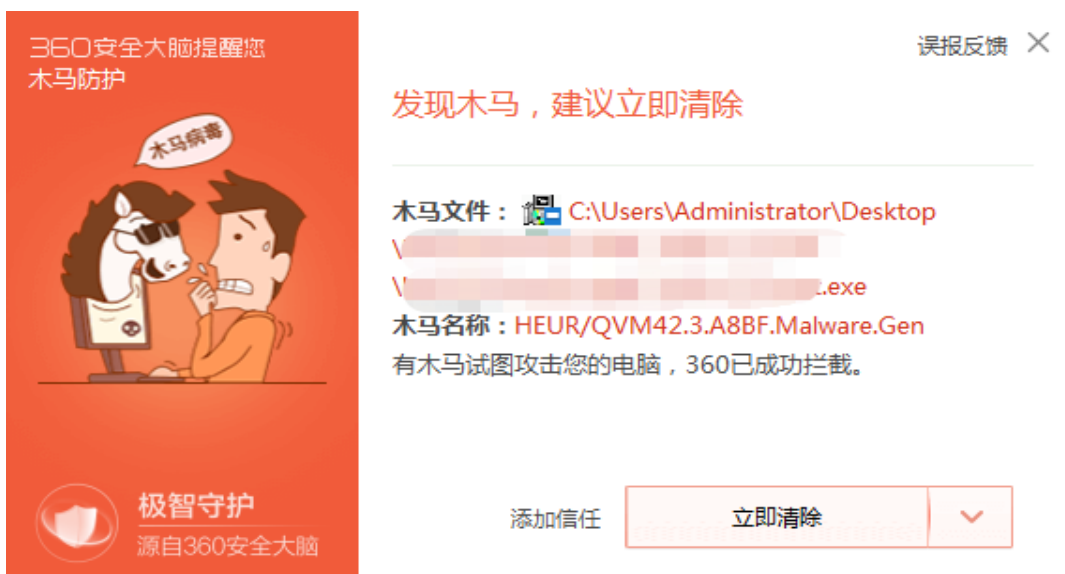 360安全大脑提醒您
木马防护
木马病毒
极智守护
源自360安全大脑
误报反馈
发现木马，建议立即清除
木马文件： C:\Users\Administrator\Desktop
\
\ .exe
木马名称：HEUR/QVM42.3.A8BF.Malware.Gen
有木马试图攻击您的电脑，360已成功拦截。
添加信任
立即清除